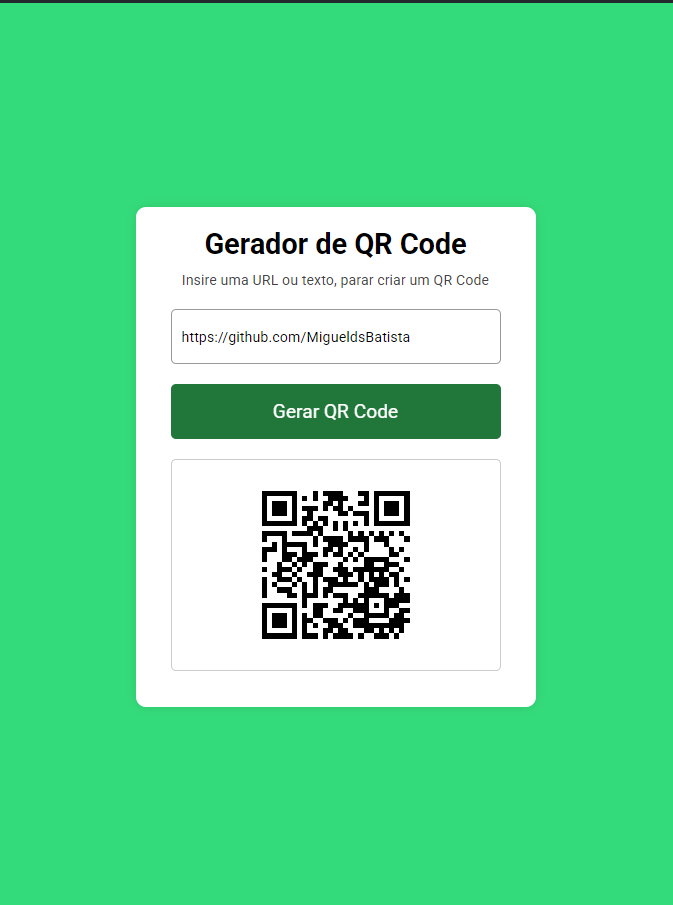 Gerador de QR Code
Insire uma URL ou texto, parar criar um QR Code
https://github.com/MigueldsBatista
Gerar QR Code